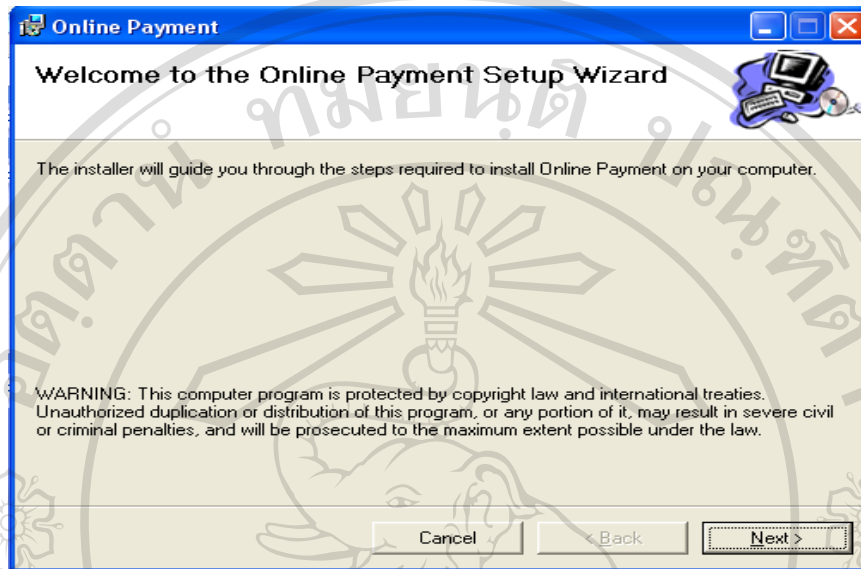 Online Payment
Welcome to the Online Payment Setup Wizard
The installer will guide you through the steps required to install Online Payment on your computer.
WARNING: This computer program is protected by copyright law and international treaties.
Unauthorized duplication or distribution of this program, or any portion of it, may result in severe civil
or criminal penalties, and will be prosecuted to the maximum extent possible under the law.
Cancel
< Back
Next >